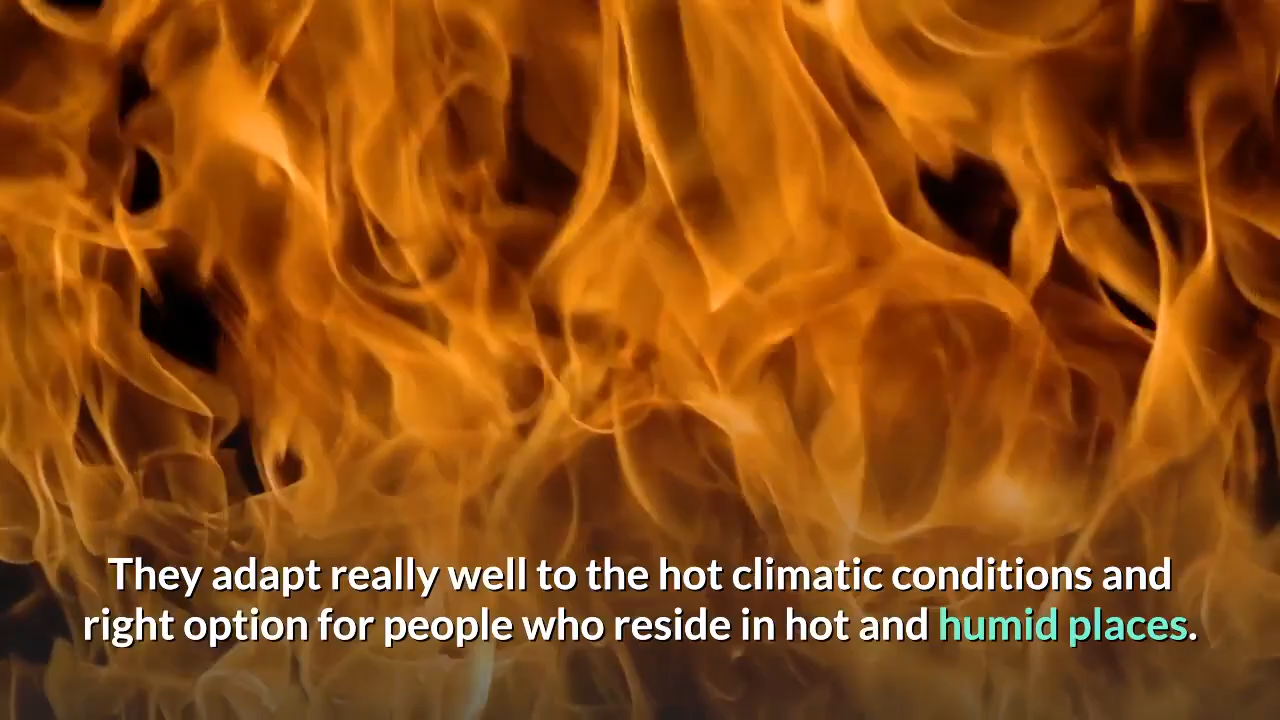 They adapt really well to the hot climatic conditions and
right option for people who reside in hot and humid places.